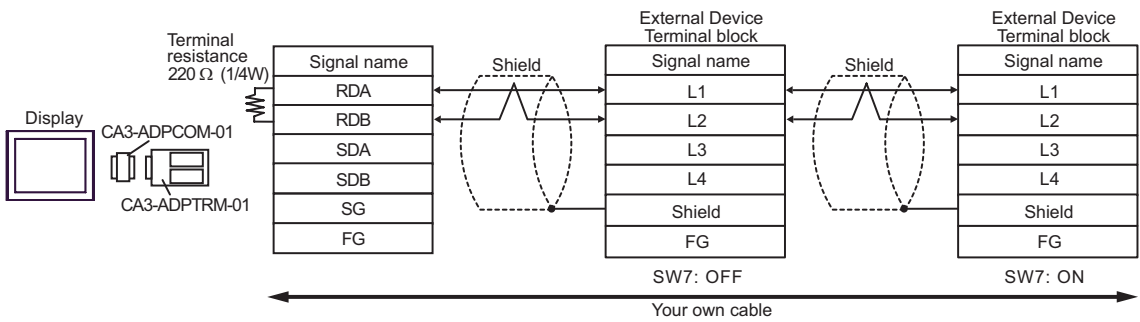 Display
CA3-ADPCOM-01
CA3-ADPTRM-01
Terminal
resistance
220 Ω (1/4W)
Signal name
RDA
RDB
SDA
SDB
SG
FG
Shield
External Device
Terminal block
Signal name
L1
L2
L3
L4
Shield
FG
SW7: OFF
Shield
External Device
Terminal block
Signal name
L1
L2
L3
L4
Shield
FG
SW7: ON
Your own cable